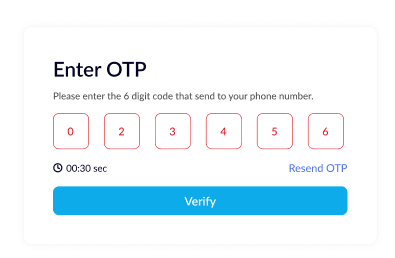 Enter OTP
Please enter the 6 digit code that send to your phone number.
0 2 3 4 5 6
00:30 sec Resend OTP
Verify